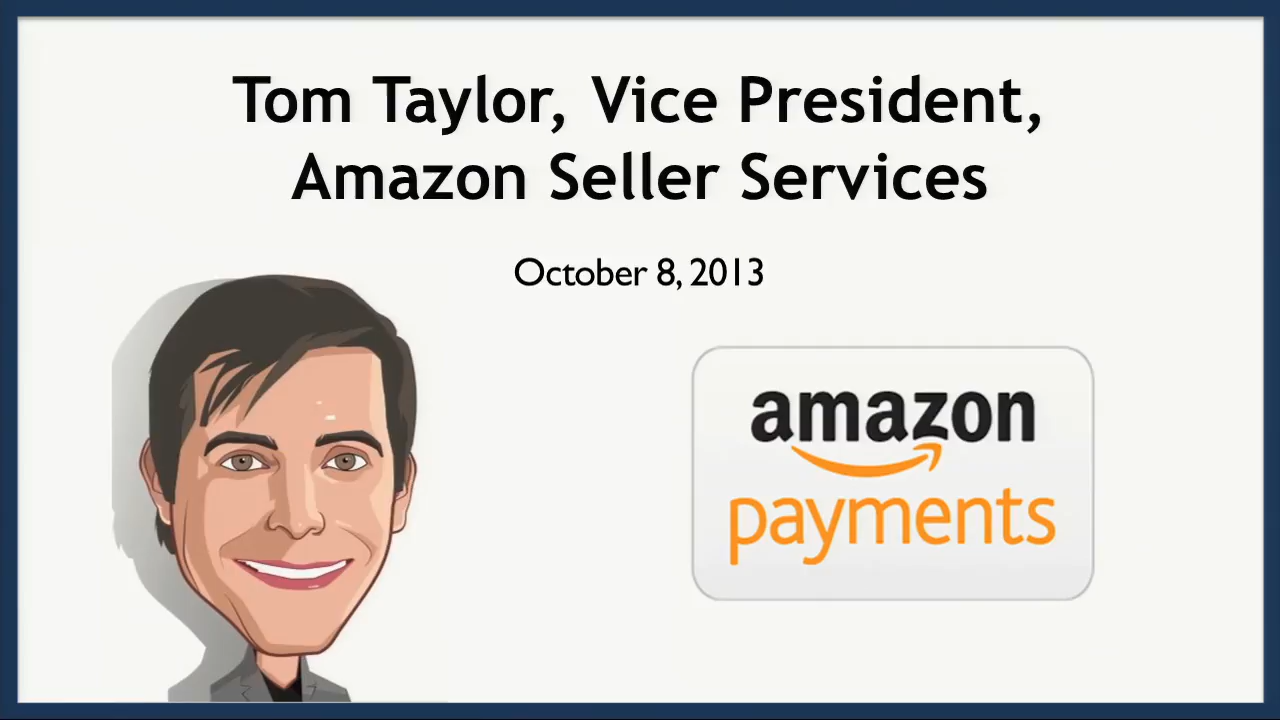 Tom Taylor, Vice President,
Amazon Seller Services
October 8, 2013
amazon
payments